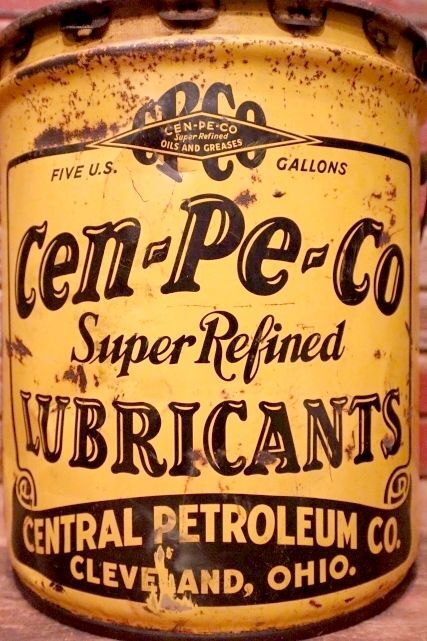 CPCO
CEN-PE-CO
Super Refined
OILS AND GREASES
FIVE U.S. GALLONS
Cen-Pe-Co
Super Refined
LUBRICANTS
CENTRAL PETROLEUM CO.
CLEVELAND, OHIO.